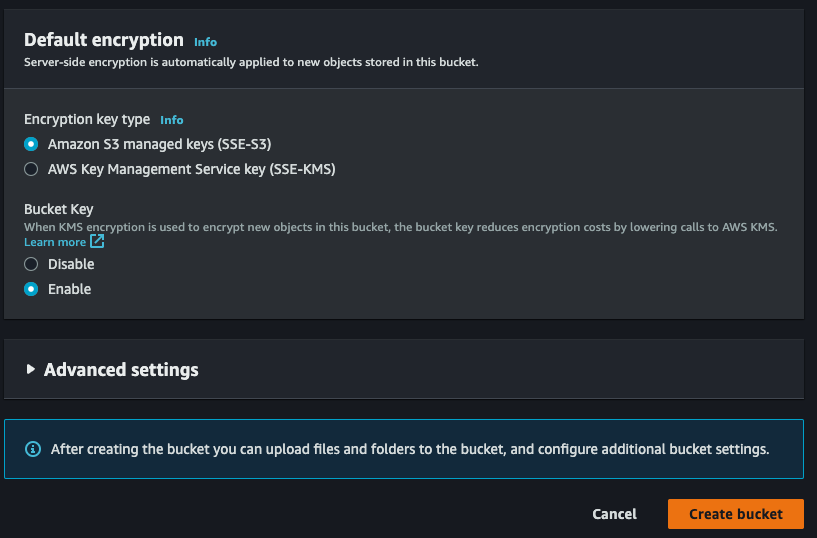 Default encryption Info
Server-side encryption is automatically applied to new objects stored in this bucket.
Encryption key type Info
Amazon S3 managed keys (SSE-S3)
AWS Key Management Service key (SSE-KMS)
Bucket Key
When KMS encryption is used to encrypt new objects in this bucket, the bucket key reduces encryption costs by lowering calls to AWS KMS.
Learn more
Disable
Enable
Advanced settings
After creating the bucket you can upload files and folders to the bucket, and configure additional bucket settings.
Cancel Create bucket